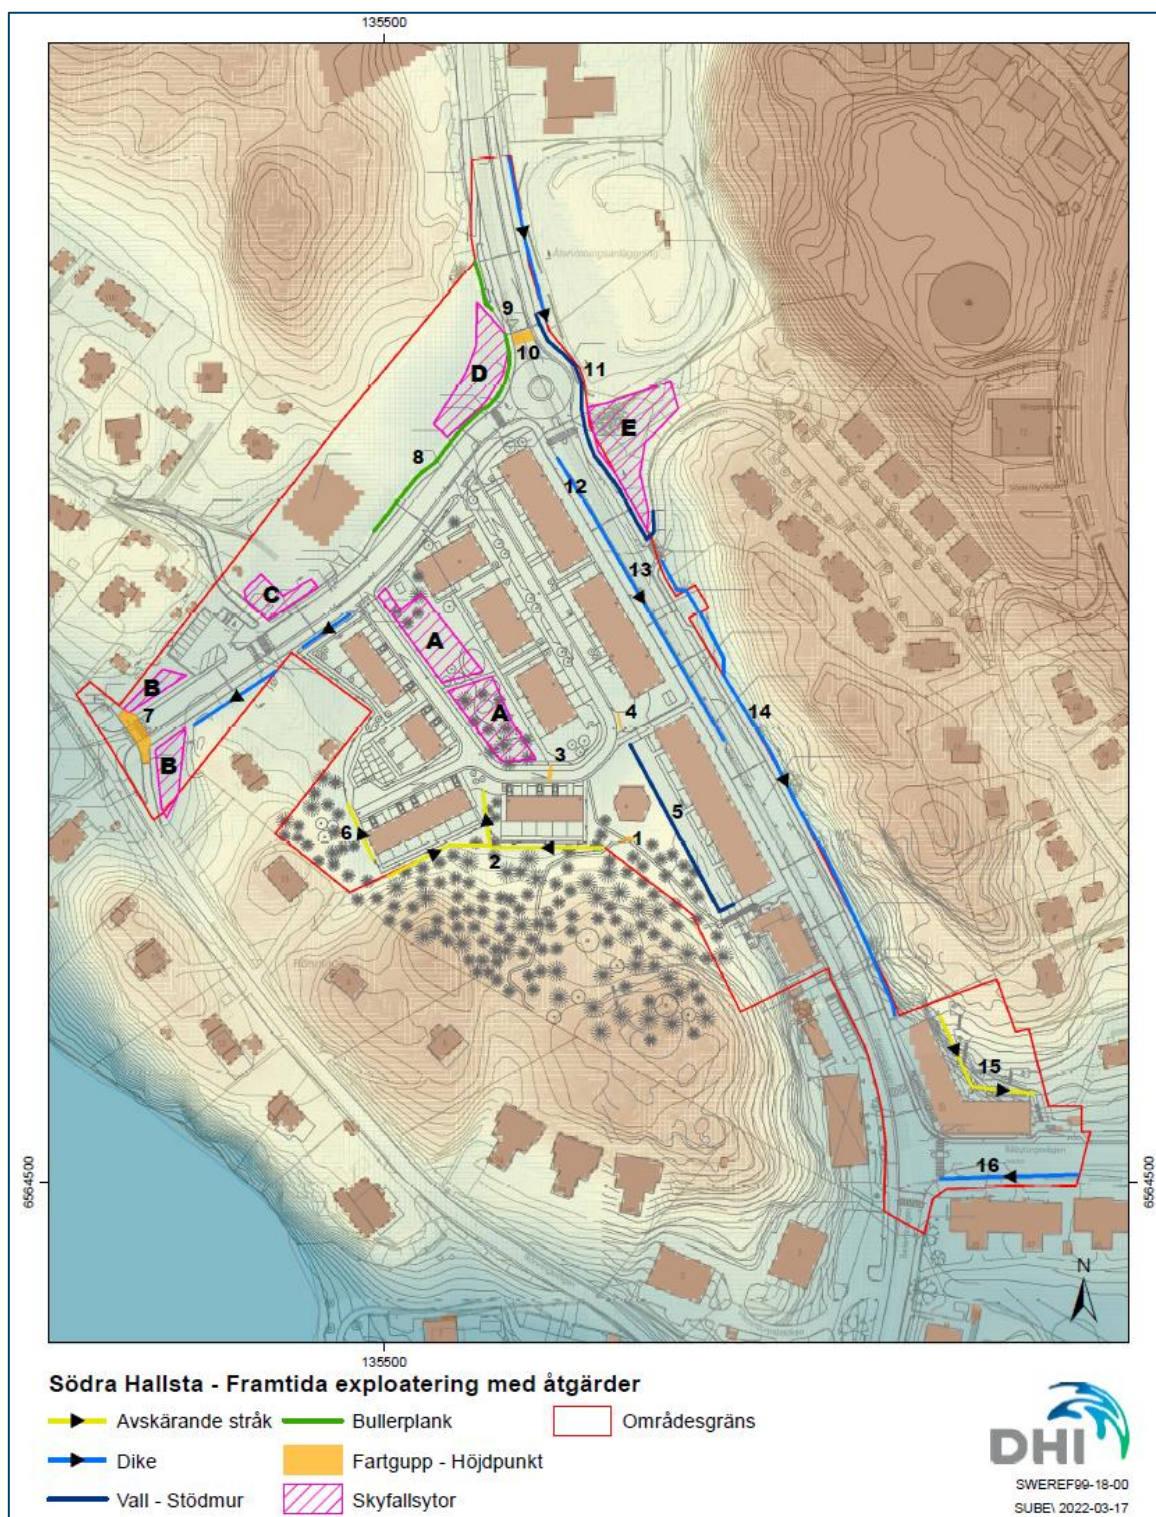 135500
Återvinningsanläggning
9
10
D
11
E
8
12
C
13
A
B
7
A
4
14
3
B
5
6
1
2
15
16
6564500
6564500
N
135500
Södra Hallsta - Framtida exploatering med åtgärder
Avskärande stråk
Bullerplank
Områdesgräns
Dike
Fartgupp - Höjdpunkt
Vall - Stödmur
Skyfallsytor
DHI
SWEREF99-18-00
SUBE\ 2022-03-17